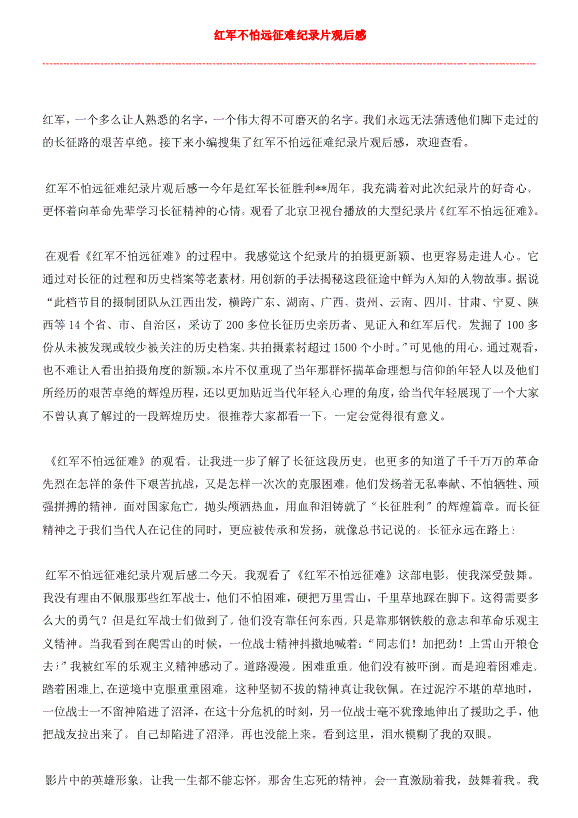 红军不怕远征难纪录片观后感
红军，一个多么让人熟悉的名字，一个伟大得不可磨灭的名字。我们永远无法荡透他们脚下走过的
的长征路的艰苦卓绝。接下来小编搜集了红军不怕远征难纪录片观后感，欢迎查看。
红军不怕远征难纪录片观后感一今年是红军长征胜利**周年，我充满着对此次纪录片的好奇心，
更怀着向革命先辈学习长征精神的心情，观看了北京卫视台播放的大型纪录片《红军不怕远征难》。
在观看《红军不怕远征难》的过程中，我感觉这个纪录片的拍摄更新颖、也更容易走进人心。它
通过对长征的过程和历史档案等老素材，用创新的手法揭秘这段征途中鲜为人知的人物故事。据说
“此档节目的摄制团队从江西出发，横跨广东、湖南、广西、贵州、云南、四川、甘肃、宁夏、陕
西等 14 个省、市、自治区，采访了 200 多位长征历史亲历者、见证人和红军后代，发掘了 100 多
份从未被发现或较少被关注的历史档案，共拍摄素材超过 1500 个小时。”可见他的用心，通过观看，
也不难让人看出拍摄角度的新颖。本片不仅重现了当年那群怀揣革命理想与信仰的年轻人以及他们
所经历的艰苦卓绝的辉煌历程，还以更加贴近当代年轻人心理的角度，给当代年轻展现了一个大家
不曾认真了解过的一段辉煌历史。很推荐大家都看一下，一定会觉得很有意义。
《红军不怕远征难》的观看，让我进一步了解了长征这段历史，也更多的知道了千千万万的革命
先烈在怎样的条件下艰苦抗战，又是怎样一次次的克服困难，他们发扬着无私奉献、不怕牺牲、顽
强拼搏的精神，面对国家危亡，抛头颅洒热血，用血和泪铸就了“长征胜利”的辉煌篇章。而长征
精神之于我们当代人在记住的同时，更应被传承和发扬，就像总书记说的，长征永远在路上；
红军不怕远征难纪录片观后感二今天，我观看了《红军不怕远征难》这部电影，使我深受鼓舞。
我没有理由不佩服那些红军战士，他们不怕困难，硬把万里雪山，千里草地踩在脚下。这得需要多
么大的勇气？但是红军战士们做到了，他们没有靠任何东西，只是靠那钢铁般的意志和革命乐观主
义精神。当我看到在爬雪山的时候，一位战士精神抖擞地喊着：“同志们！加把劲！上雪山开粮仓
去；”我被红军的乐观主义精神感动了。道路漫漫，困难重重，他们没有被吓倒，而是迎着困难走，
踏着困难上，在逆境中克服重重困难，这种坚韧不拔的精神真让我钦佩。在过泥泞不堪的草地时，
一位战士一不留神陷进了沼泽，在这十分危机的时刻，另一位战士毫不犹豫地伸出了援助之手，他
把战友拉出来了，自己却陷进了沼泽，再也没能上来。看到这里，泪水模糊了我的双眼。
影片中的英雄形象，让我一生都不能忘怀，那舍生忘死的精神，会一直激励着我，鼓舞着我。我